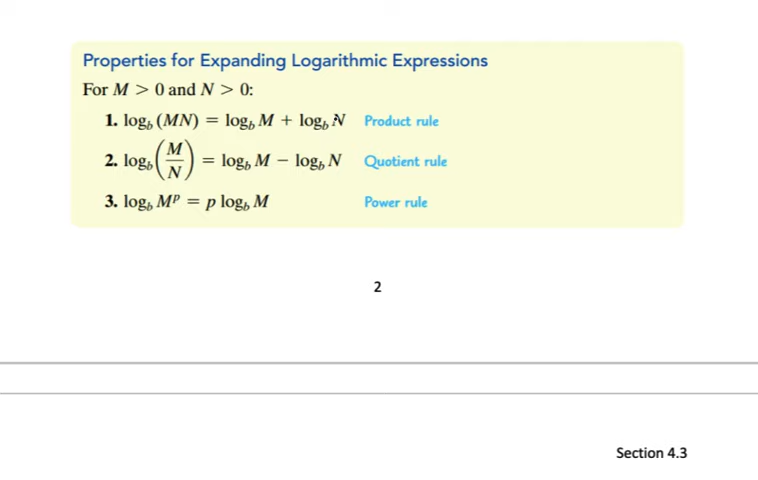 Properties for Expanding Logarithmic Expressions
For M > 0 and N > 0:
1. log_b (MN) = log_b M + log_b N Product rule
2. log_b (M/N) = log_b M − log_b N Quotient rule
3. log_b M^p = p log_b M Power rule
2
Section 4.3